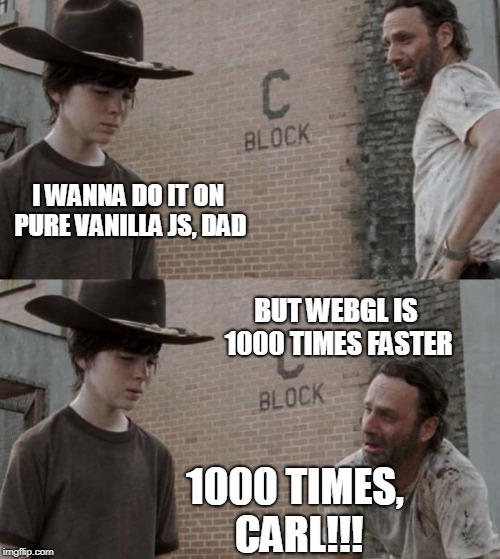 C
BLOCK
I WANNA DO IT ON
PURE VANILLA JS, DAD
BUT WEBGL IS
1000 TIMES FASTER
C
BLOCK
1000 TIMES,
CARL!!!
imgflip.com